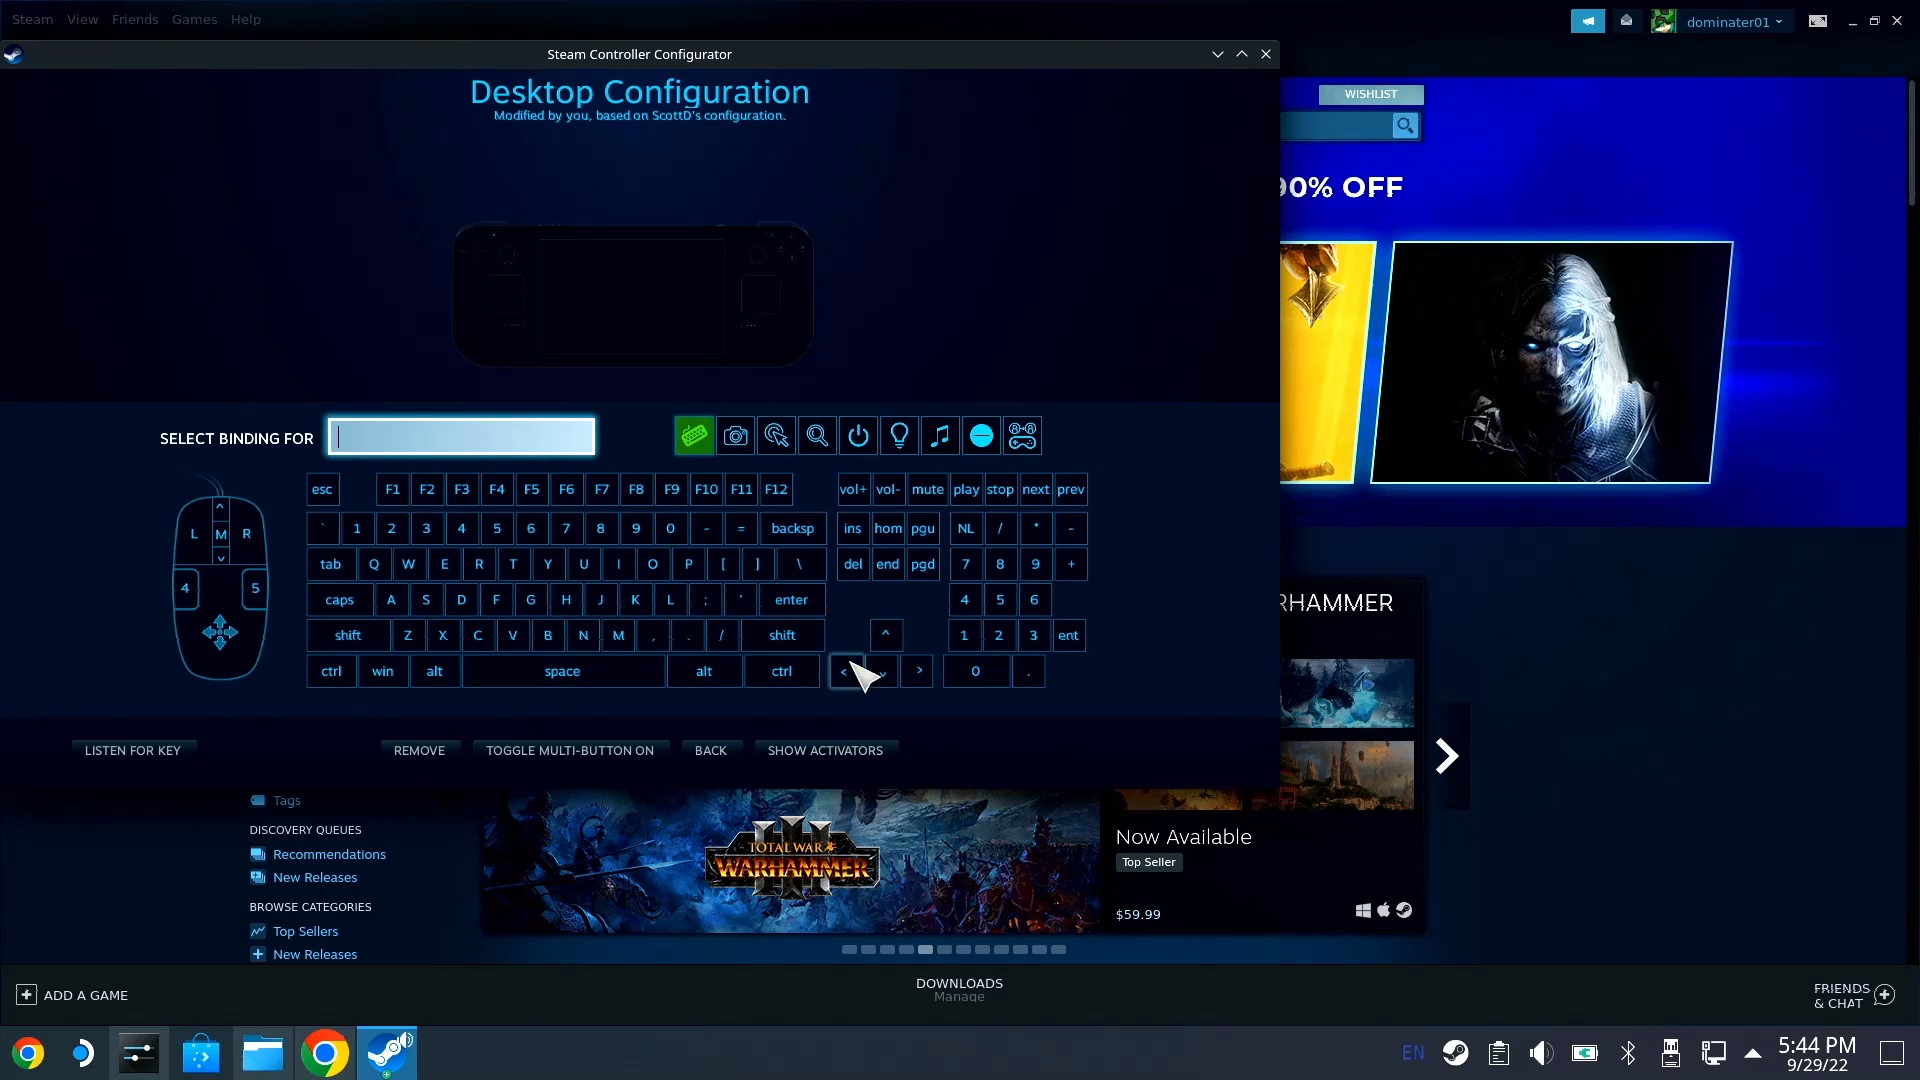 Steam View Friends Games Help
dominater01
Steam Controller Configurator
Desktop Configuration
Modified by you, based on ScottD's configuration.
WISHLIST
90% OFF
SELECT BINDING FOR
esc F1 F2 F3 F4 F5 F6 F7 F8 F9 F10 F11 F12 vol+ vol- mute play stop next prev
` 1 2 3 4 5 6 7 8 9 0 - = backsp ins hom pgu NL / * -
L M R
tab Q W E R T Y U I O P [ ] \ del end pgd 7 8 9 +
4 5
caps A S D F G H J K L ; ' enter 4 5 6
shift Z X C V B N M , . / shift ^ 1 2 3 ent
ctrl win alt space alt ctrl < v > 0 .
RHAMMER
LISTEN FOR KEY REMOVE TOGGLE MULTI-BUTTON ON BACK SHOW ACTIVATORS
Tags
DISCOVERY QUEUES
Recommendations
New Releases
BROWSE CATEGORIES
Top Sellers
New Releases
TOTAL WAR
WARHAMMER
III
Now Available
Top Seller
$59.99
ADD A GAME
DOWNLOADS
Manage
FRIENDS
& CHAT
EN
5:44 PM
9/29/22